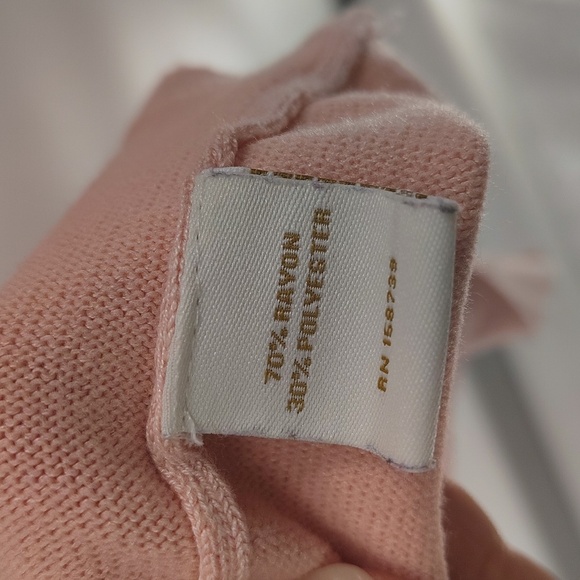 70% RAYON
30% POLYESTER
RN 158739